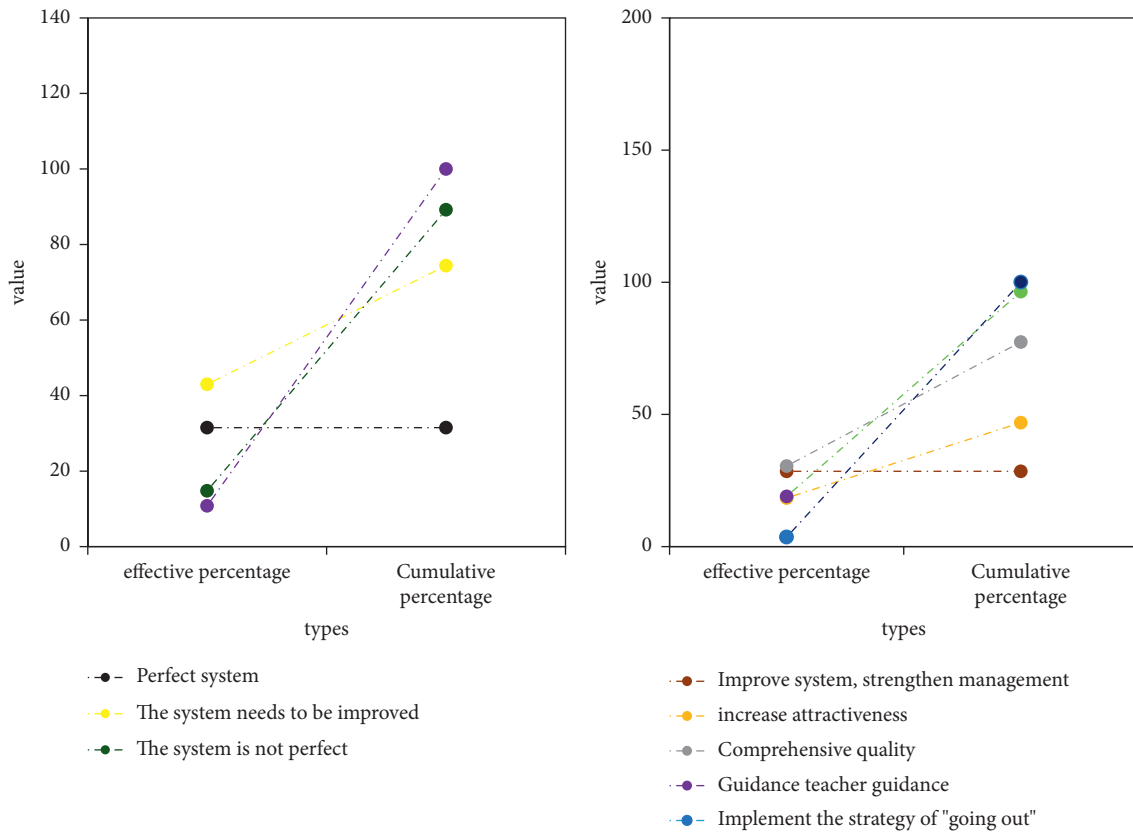 140
120
100
80
60
40
20
0
value
effective percentage
Cumulative
percentage
types
Perfect system
The system needs to be improved
The system is not perfect
200
150
100
50
0
value
effective percentage
Cumulative
percentage
types
Improve system, strengthen management
increase attractiveness
Comprehensive quality
Guidance teacher guidance
Implement the strategy of "going out"